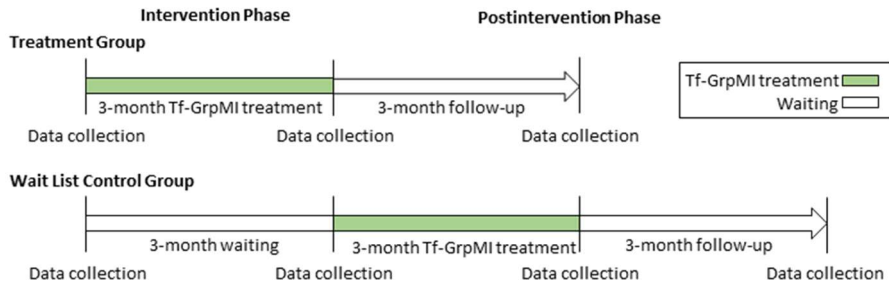 Intervention Phase
Postintervention Phase
Treatment Group
3-month Tf-GrpMI treatment
3-month follow-up
Data collection
Data collection
Data collection
Tf-GrpMI treatment
Waiting
Wait List Control Group
3-month waiting
3-month Tf-GrpMI treatment
3-month follow-up
Data collection
Data collection
Data collection
Data collection